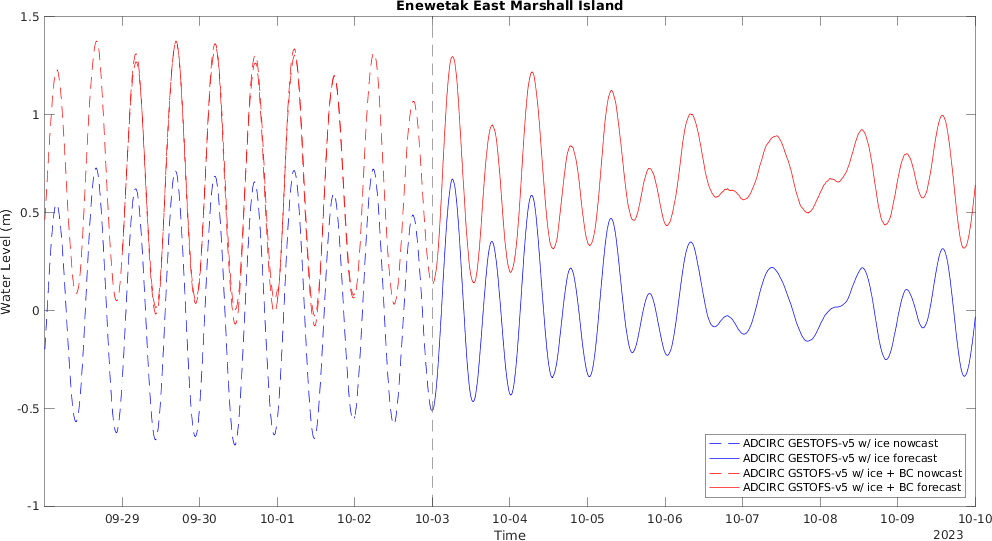 Enewetak East Marshall Island
1.5
1
0.5
0
-0.5
-1
Water Level (m)
09-29 09-30 10-01 10-02 10-03 10-04 10-05 10-06 10-07 10-08 10-09 10-10
Time
2023
ADCIRC GESTOFS-v5 w/ ice nowcast
ADCIRC GESTOFS-v5 w/ ice forecast
ADCIRC GSTOFS-v5 w/ ice + BC nowcast
ADCIRC GSTOFS-v5 w/ ice + BC forecast